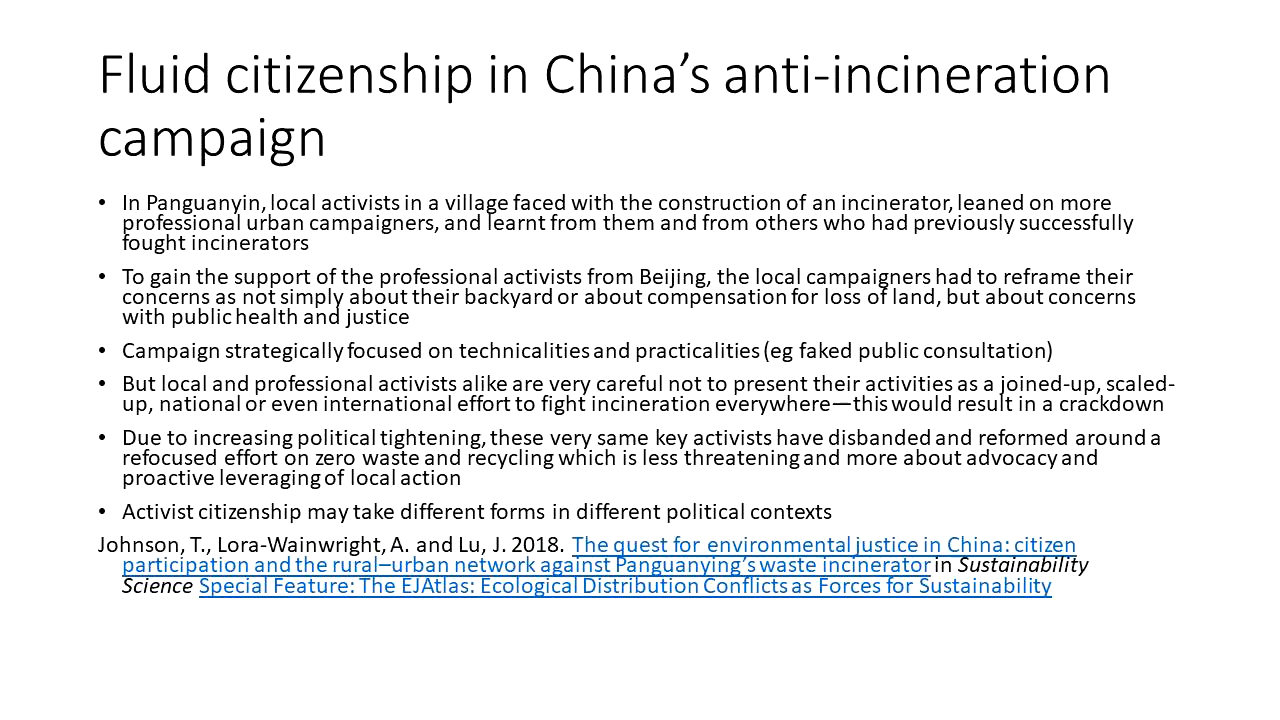 Fluid citizenship in China’s anti-incineration
campaign
• In Panguanyin, local activists in a village faced with the construction of an incinerator, leaned on more
professional urban campaigners, and learnt from them and from others who had previously successfully
fought incinerators
• To gain the support of the professional activists from Beijing, the local campaigners had to reframe their
concerns as not simply about their backyard or about compensation for loss of land, but about concerns
with public health and justice
• Campaign strategically focused on technicalities and practicalities (eg faked public consultation)
• But local and professional activists alike are very careful not to present their activities as a joined-up, scaled-
up, national or even international effort to fight incineration everywhere—this would result in a crackdown
• Due to increasing political tightening, these very same key activists have disbanded and reformed around a
refocused effort on zero waste and recycling which is less threatening and more about advocacy and
proactive leveraging of local action
• Activist citizenship may take different forms in different political contexts
Johnson, T., Lora-Wainwright, A. and Lu, J. 2018. The quest for environmental justice in China: citizen
participation and the rural–urban network against Panguanying’s waste incinerator in Sustainability
Science Special Feature: The EJAtlas: Ecological Distribution Conflicts as Forces for Sustainability